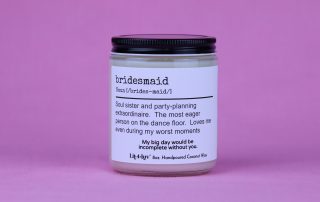 bridesmaid
Noun [/brides-maid/]
Soul sister and party-planning
extraordinaire.  The most eager
person on the dance floor.  Loves me
even during my worst moments
My big day would be
incomplete without you.
8oz  Handpoured Coconut Wax